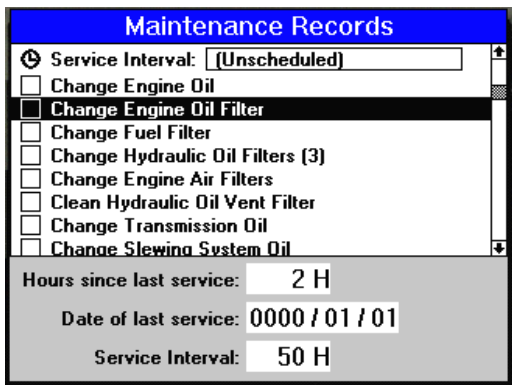 Maintenance Records
Service Interval: (Unscheduled)
Change Engine Oil
Change Engine Oil Filter
Change Fuel Filter
Change Hydraulic Oil Filters (3)
Change Engine Air Filters
Clean Hydraulic Oil Vent Filter
Change Transmission Oil
Change Slewing System Oil
Hours since last service: 2 H
Date of last service: 0000 / 01 / 01
Service Interval: 50 H